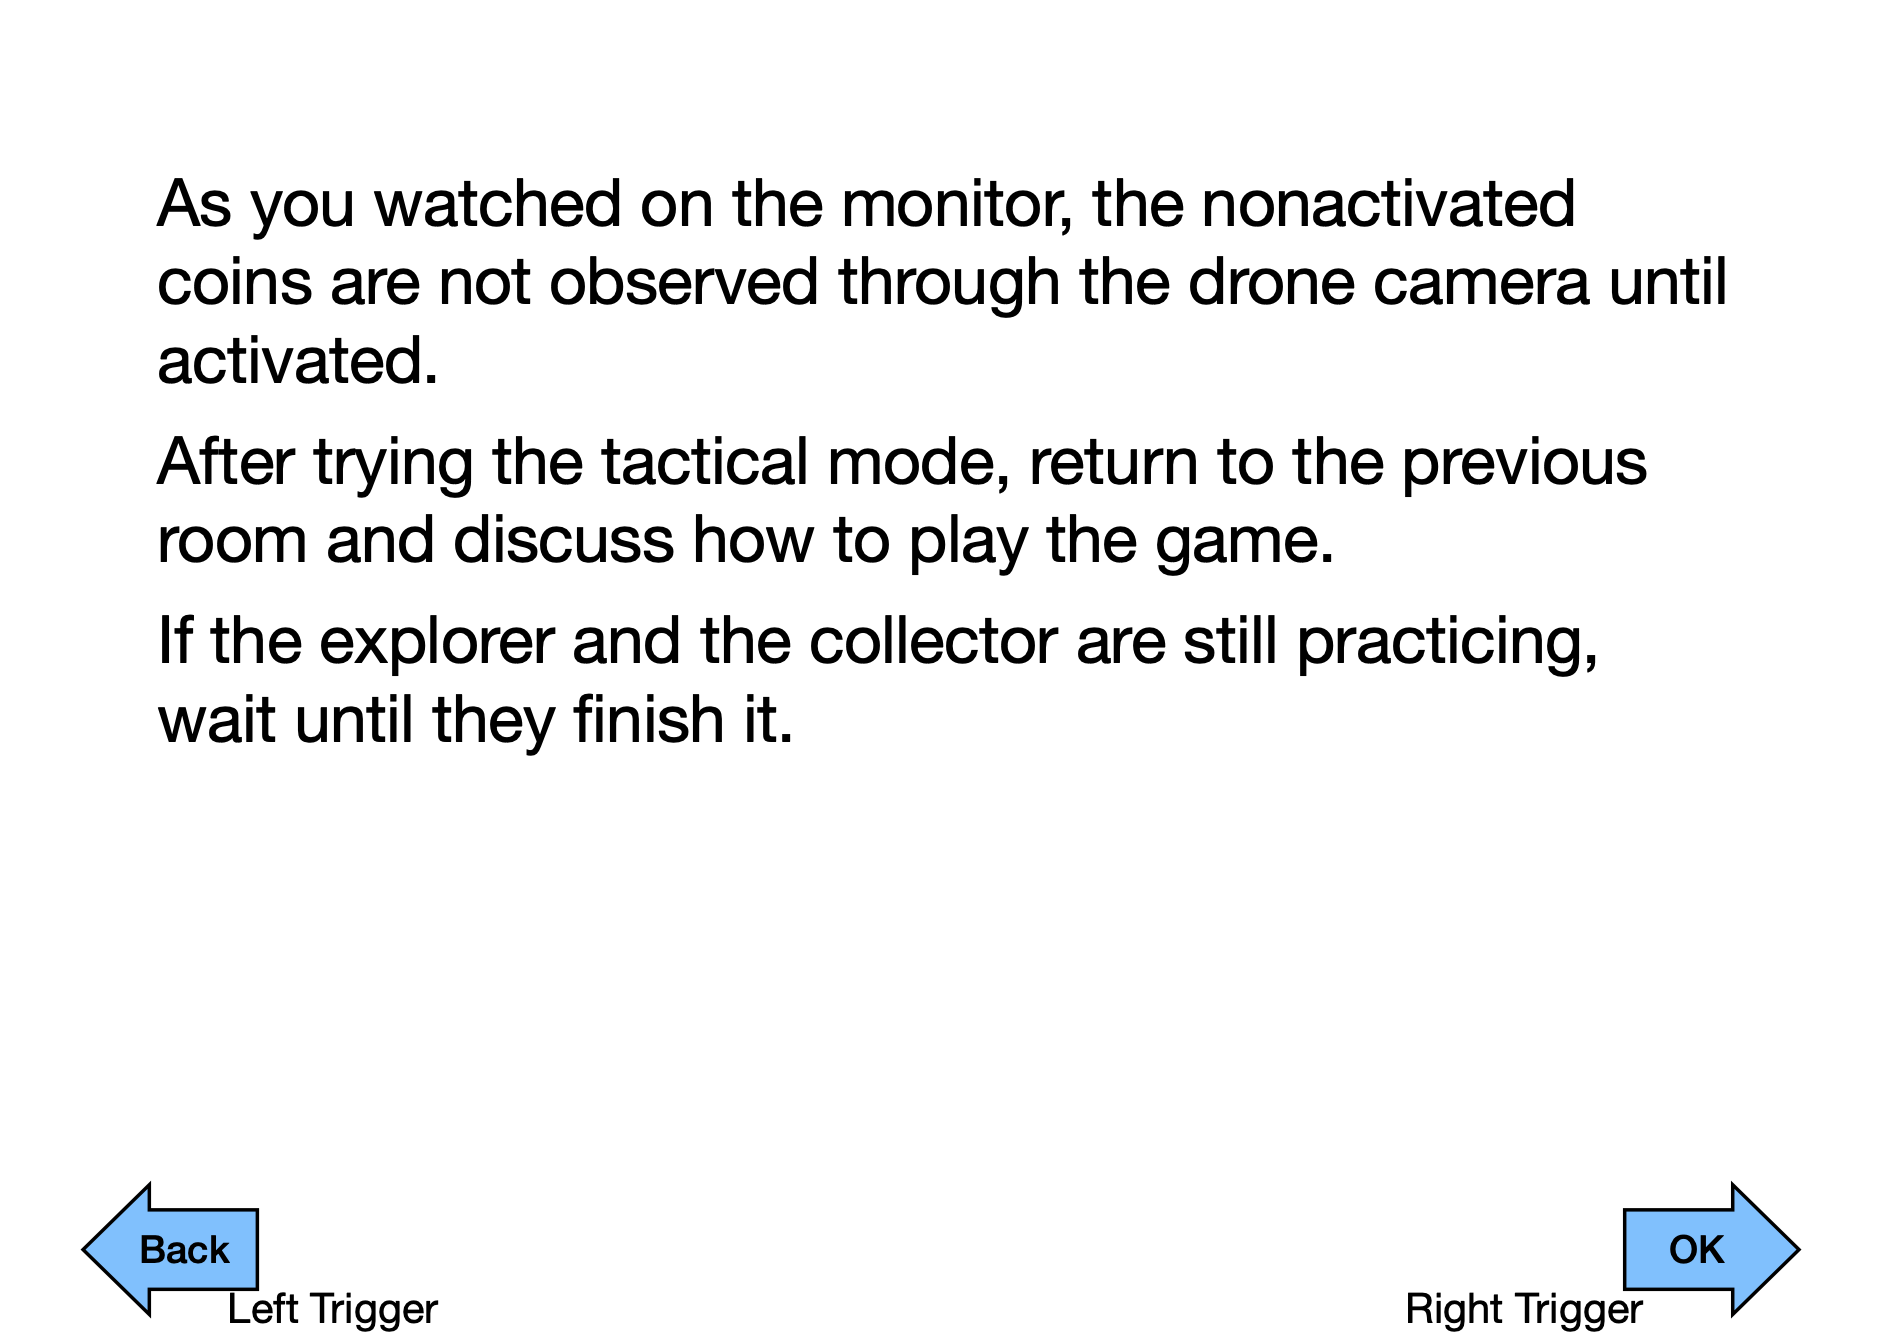 As you watched on the monitor, the nonactivated
coins are not observed through the drone camera until
activated.
After trying the tactical mode, return to the previous
room and discuss how to play the game.
If the explorer and the collector are still practicing,
wait until they finish it.
Back
OK
Left Trigger
Right Trigger